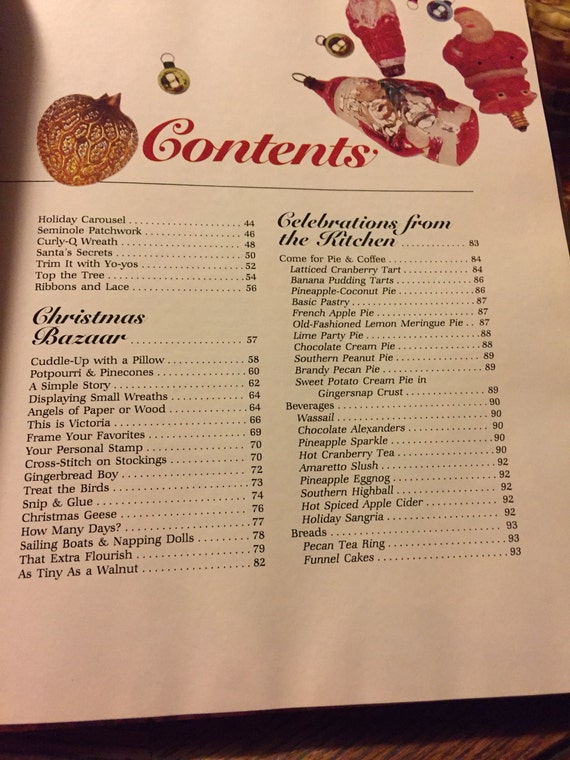 Contents
Holiday Carousel . . . . . . . . . . . . . . . . . . . . 44
Seminole Patchwork . . . . . . . . . . . . . . . . . 46
Curly-Q Wreath . . . . . . . . . . . . . . . . . . . . . 48
Santa's Secrets . . . . . . . . . . . . . . . . . . . . . . 50
Trim It with Yo-yos . . . . . . . . . . . . . . . . . . 52
Top the Tree . . . . . . . . . . . . . . . . . . . . . . . . 54
Ribbons and Lace . . . . . . . . . . . . . . . . . . . . 56
Christmas
Bazaar . . . . . . . . . . . . . . . . . . . . 57
Cuddle-Up with a Pillow . . . . . . . . . . . . . . 58
Potpourri & Pinecones . . . . . . . . . . . . . . . . 60
A Simple Story . . . . . . . . . . . . . . . . . . . . . . 62
Displaying Small Wreaths . . . . . . . . . . . . . 64
Angels of Paper or Wood . . . . . . . . . . . . . . 64
This is Victoria . . . . . . . . . . . . . . . . . . . . . . 66
Frame Your Favorites . . . . . . . . . . . . . . . . . 69
Your Personal Stamp . . . . . . . . . . . . . . . . . 70
Cross-Stitch on Stockings . . . . . . . . . . . . . . 70
Gingerbread Boy . . . . . . . . . . . . . . . . . . . . . 72
Treat the Birds . . . . . . . . . . . . . . . . . . . . . . 73
Snip & Glue . . . . . . . . . . . . . . . . . . . . . . . . . 74
Christmas Geese . . . . . . . . . . . . . . . . . . . . . 76
How Many Days? . . . . . . . . . . . . . . . . . . . . 77
Sailing Boats & Napping Dolls . . . . . . . . . 78
That Extra Flourish . . . . . . . . . . . . . . . . . . . 79
As Tiny As a Walnut . . . . . . . . . . . . . . . . . . 82
Celebrations from
the Kitchen . . . . . . . . . . . . 83
Come for Pie & Coffee . . . . . . . . . . . . . . . . 84
Latticed Cranberry Tart . . . . . . . . . . . . . . 84
Banana Pudding Tarts . . . . . . . . . . . . . . . 86
Pineapple-Coconut Pie . . . . . . . . . . . . . . . 86
Basic Pastry . . . . . . . . . . . . . . . . . . . . . . . . 87
French Apple Pie . . . . . . . . . . . . . . . . . . . 87
Old-Fashioned Lemon Meringue Pie . . 87
Lime Party Pie . . . . . . . . . . . . . . . . . . . . . 88
Chocolate Cream Pie . . . . . . . . . . . . . . . . 88
Southern Peanut Pie . . . . . . . . . . . . . . . . 89
Brandy Pecan Pie . . . . . . . . . . . . . . . . . . . 89
Sweet Potato Cream Pie in
Gingersnap Crust . . . . . . . . . . . . . . . . . 89
Beverages . . . . . . . . . . . . . . . . . . . . . . . . . . . 90
Wassail . . . . . . . . . . . . . . . . . . . . . . . . . . . . 90
Chocolate Alexanders . . . . . . . . . . . . . . . 90
Pineapple Sparkle . . . . . . . . . . . . . . . . . . 90
Hot Cranberry Tea . . . . . . . . . . . . . . . . . . 90
Amaretto Slush . . . . . . . . . . . . . . . . . . . . . 92
Pineapple Eggnog . . . . . . . . . . . . . . . . . . . 92
Southern Highball . . . . . . . . . . . . . . . . . . 92
Hot Spiced Apple Cider . . . . . . . . . . . . . 92
Holiday Sangria . . . . . . . . . . . . . . . . . . . . 92
Breads . . . . . . . . . . . . . . . . . . . . . . . . . . . . . . 93
Pecan Tea Ring . . . . . . . . . . . . . . . . . . . . . 93
Funnel Cakes . . . . . . . . . . . . . . . . . . . . . . . 93